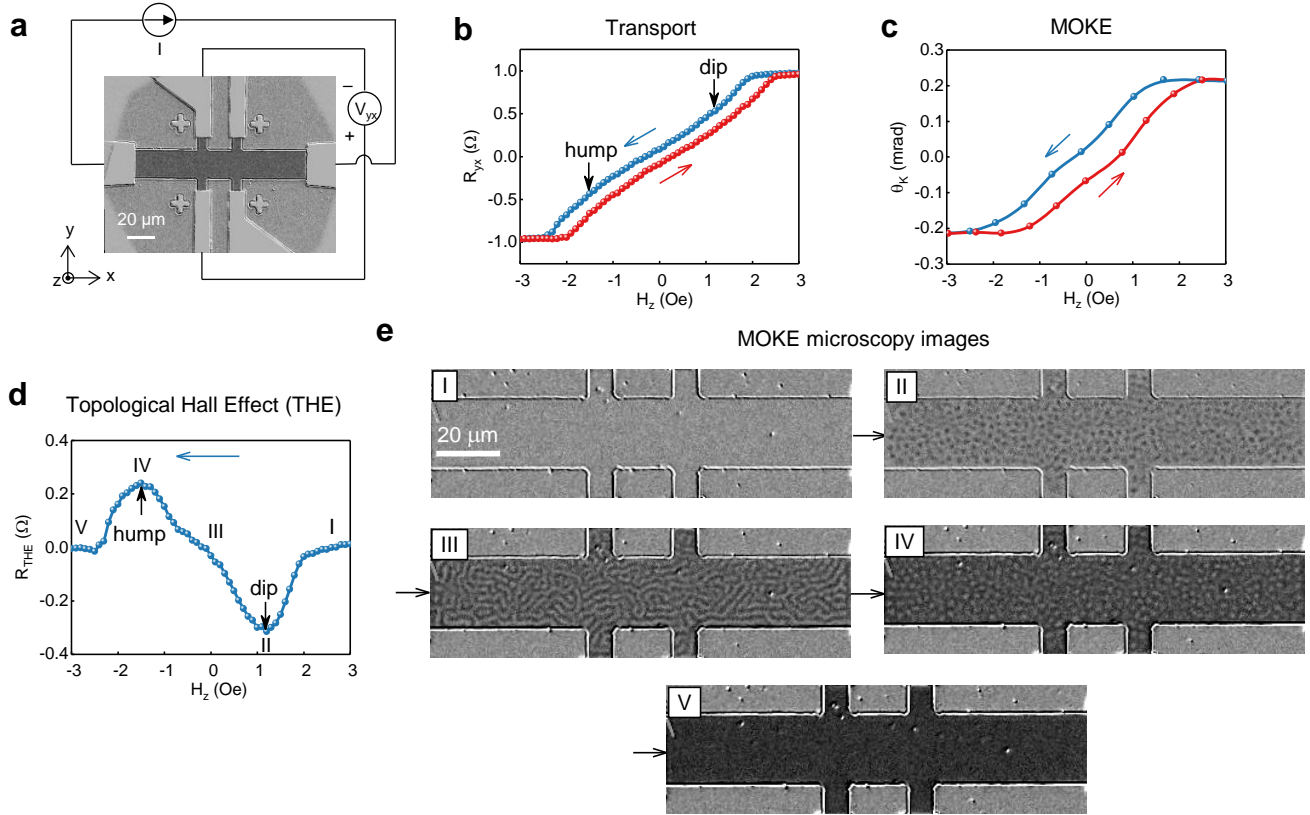 a
I
−
V_yx
+
20 μm
y
z
x
b
Transport
R_yx (Ω)
1.0
0.5
0.0
-0.5
-1.0
dip
hump
-3 -2 -1 0 1 2 3
H_z (Oe)
c
MOKE
θ_K (mrad)
0.3
0.2
0.1
0.0
-0.1
-0.2
-0.3
-3 -2 -1 0 1 2 3
H_z (Oe)
d
Topological Hall Effect (THE)
R_THE (Ω)
0.4
0.2
0.0
-0.2
-0.4
IV
V
hump
III
I
dip
II
-3 -2 -1 0 1 2 3
H_z (Oe)
e
MOKE microscopy images
I
20 μm
II
III
IV
V